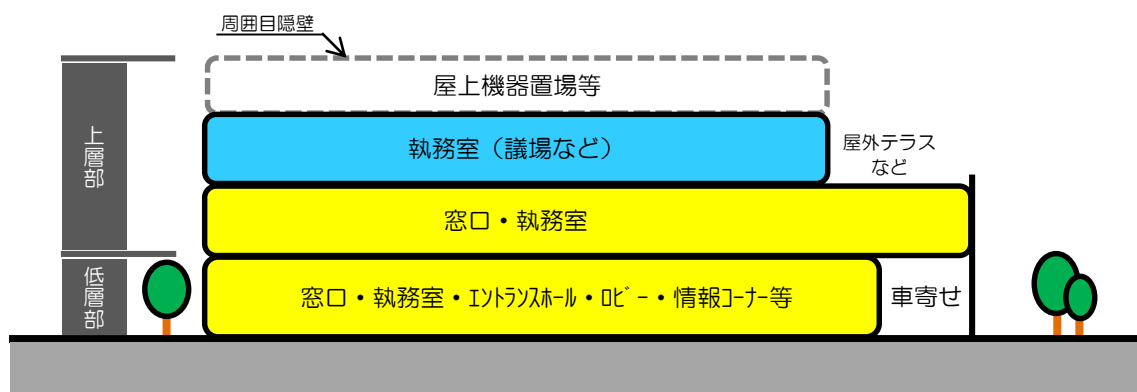 周囲目隠壁
屋上機器置場等
上層部
執務室（議場など）
屋外テラス
など
窓口・執務室
低層部
窓口・執務室・ｴﾝﾄﾗﾝｽﾎｰﾙ・ﾛﾋﾞｰ・情報ｺｰﾅｰ等
車寄せ